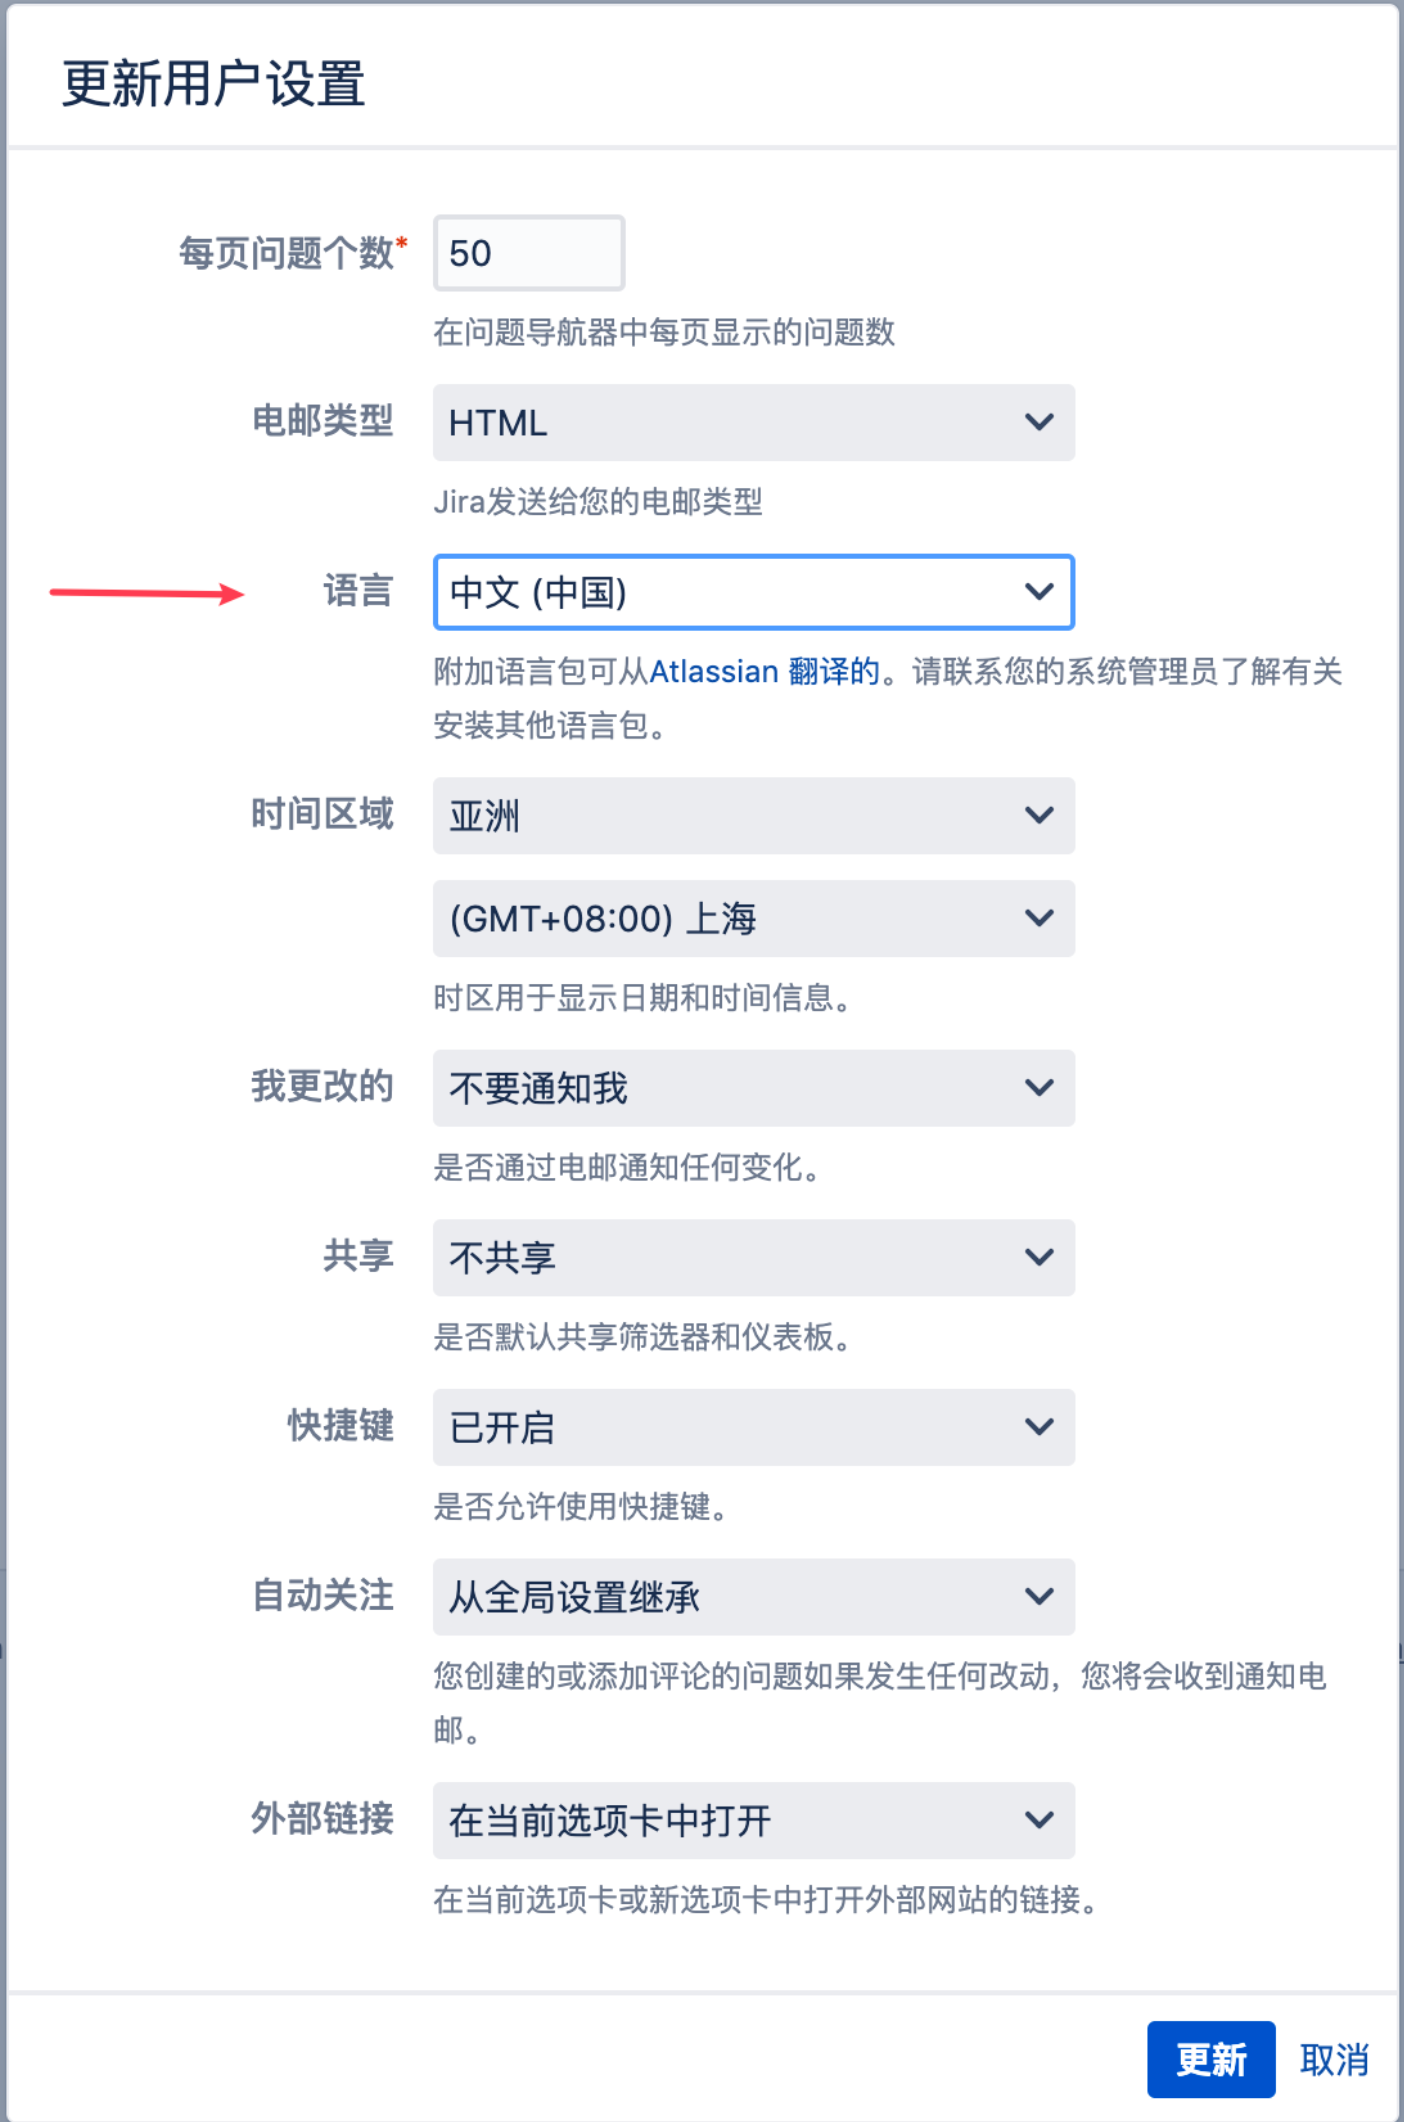 更新用户设置
每页问题个数* 50
在问题导航器中每页显示的问题数
电邮类型 HTML
Jira发送给您的电邮类型
语言 中文 (中国)
附加语言包可从Atlassian 翻译的。请联系您的系统管理员了解有关
安装其他语言包。
时间区域 亚洲
(GMT+08:00) 上海
时区用于显示日期和时间信息。
我更改的 不要通知我
是否通过电邮通知任何变化。
共享 不共享
是否默认共享筛选器和仪表板。
快捷键 已开启
是否允许使用快捷键。
自动关注 从全局设置继承
您创建的或添加评论的问题如果发生任何改动，您将会收到通知电
邮。
外部链接 在当前选项卡中打开
在当前选项卡或新选项卡中打开外部网站的链接。
更新 取消